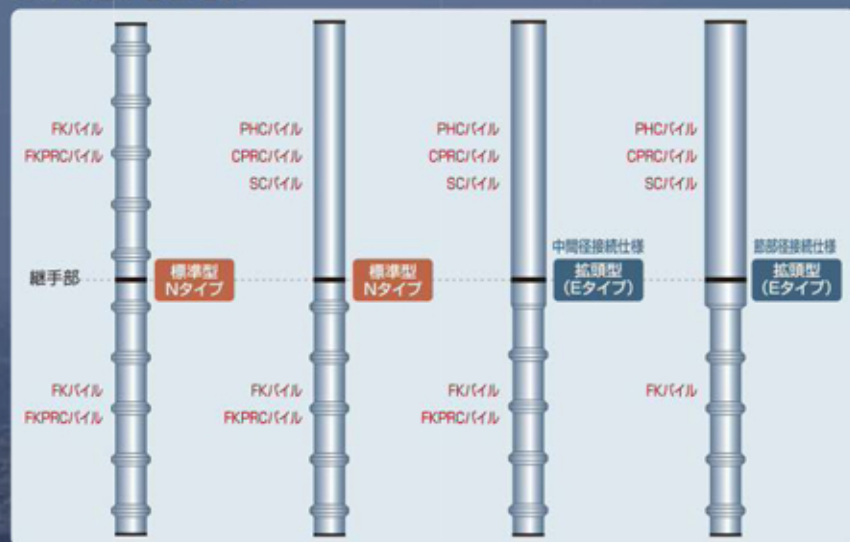 FKパイル
FKPRCパイル
PHCパイル
CPRCパイル
SCパイル
PHCパイル
CPRCパイル
SCパイル
PHCパイル
CPRCパイル
SCパイル
継手部
標準型
Nタイプ
標準型
Nタイプ
中間径接続仕様
拡頭型
(Eタイプ)
節部径接続仕様
拡頭型
(Eタイプ)
FKパイル
FKPRCパイル
FKパイル
FKPRCパイル
FKパイル
FKPRCパイル
FKパイル